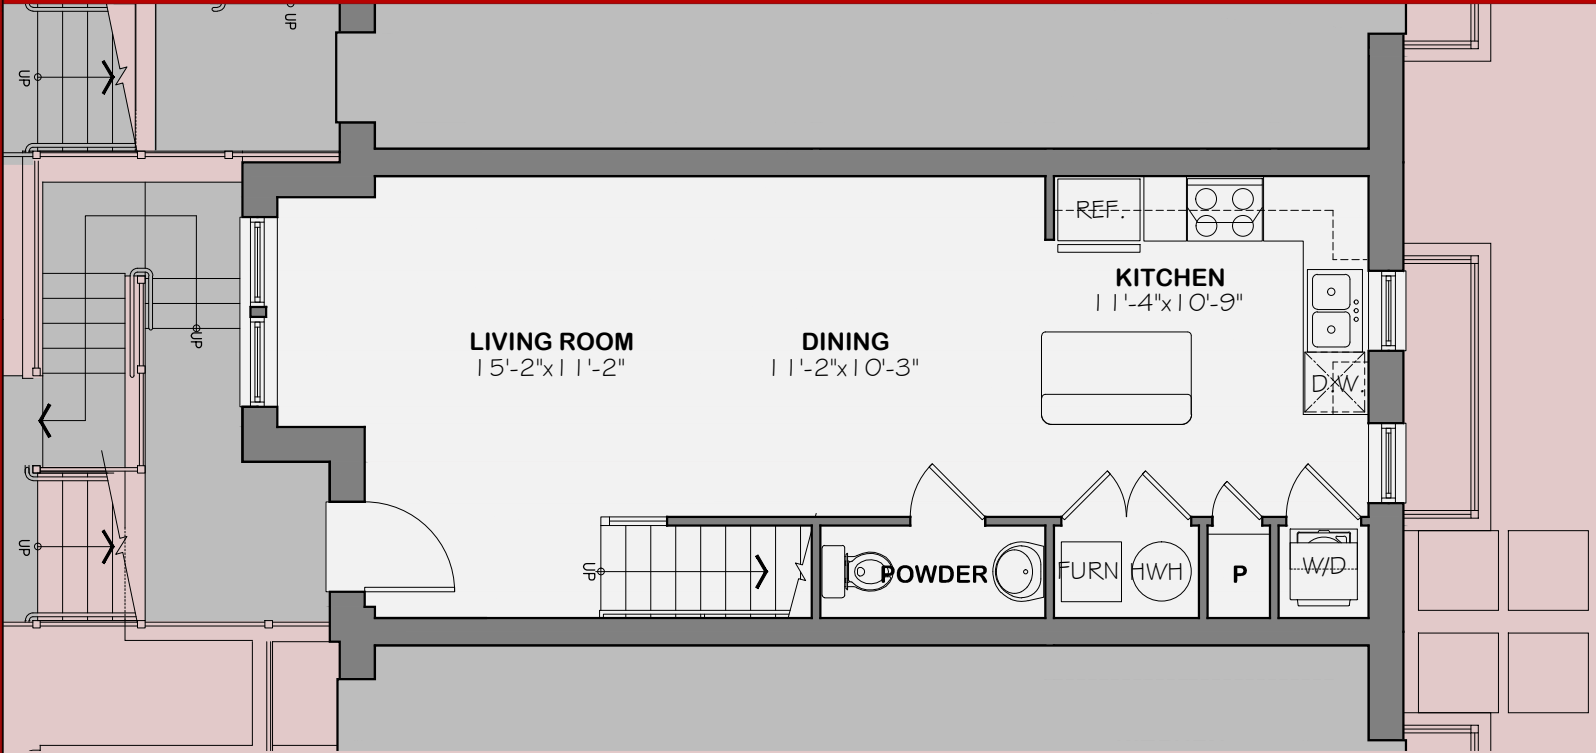 UP
UP
REF.
KITCHEN
11'-4"x10'-9"
UP
LIVING ROOM
15'-2"x11'-2"
DINING
11'-2"x10'-3"
D.W.
UP
UP
POWDER
FURN
HWH
P
W/D